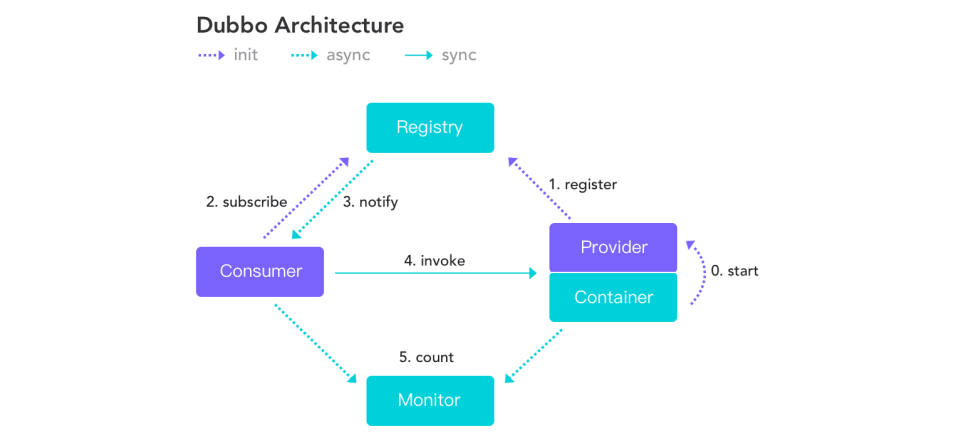 Dubbo Architecture
init async sync
Registry
1. register
2. subscribe 3. notify
Provider
4. invoke
Consumer
0. start
Container
5. count
Monitor